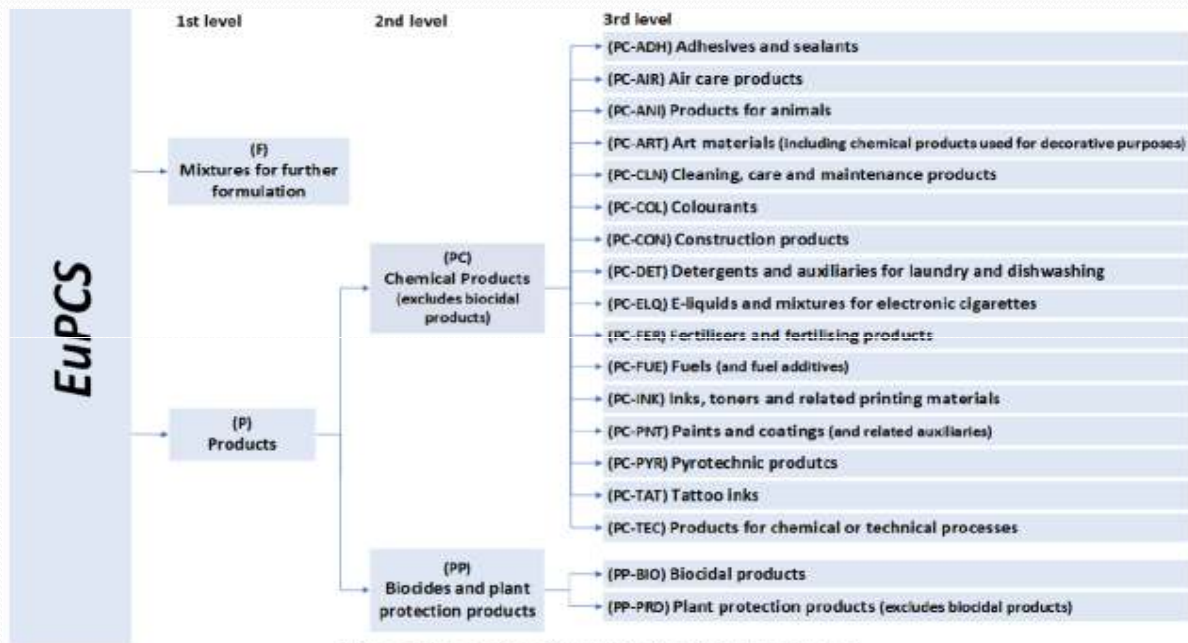 1st level
2nd level
3rd level
EuPCS
(F)
Mixtures for further
formulation
(P)
Products
(PC)
Chemical Products
(excludes biocidal
products)
(PP)
Biocides and plant
protection products
(PC-ADH) Adhesives and sealants
(PC-AIR) Air care products
(PC-ANI) Products for animals
(PC-ART) Art materials (including chemical products used for decorative purposes)
(PC-CLN) Cleaning, care and maintenance products
(PC-COL) Colourants
(PC-CON) Construction products
(PC-DET) Detergents and auxiliaries for laundry and dishwashing
(PC-ELQ) E-liquids and mixtures for electronic cigarettes
(PC-FER) Fertilisers and fertilising products
(PC-FUE) Fuels (and fuel additives)
(PC-INK) Inks, toners and related printing materials
(PC-PNT) Paints and coatings (and related auxiliaries)
(PC-PYR) Pyrotechnic produtcs
(PC-TAT) Tattoo inks
(PC-TEC) Products for chemical or technical processes
(PP-BIO) Biocidal products
(PP-PRD) Plant protection products (excludes biocidal products)